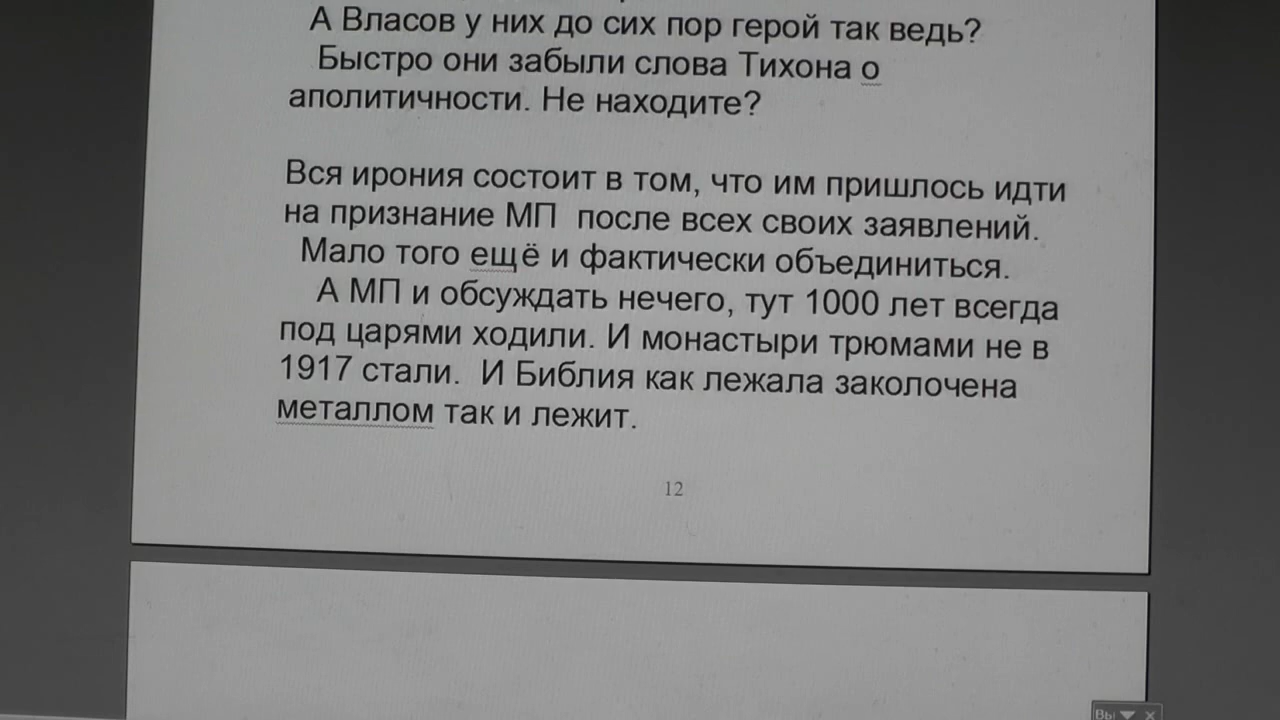 А Власов у них до сих пор герой так ведь?
Быстро они забыли слова Тихона о
аполитичности. Не находите?
Вся ирония состоит в том, что им пришлось идти
на признание МП после всех своих заявлений.
Мало того ещё и фактически объединиться.
А МП и обсуждать нечего, тут 1000 лет всегда
под царями ходили. И монастыри трюмами не в
1917 стали. И Библия как лежала заколочена
металлом так и лежит.
12
Вы